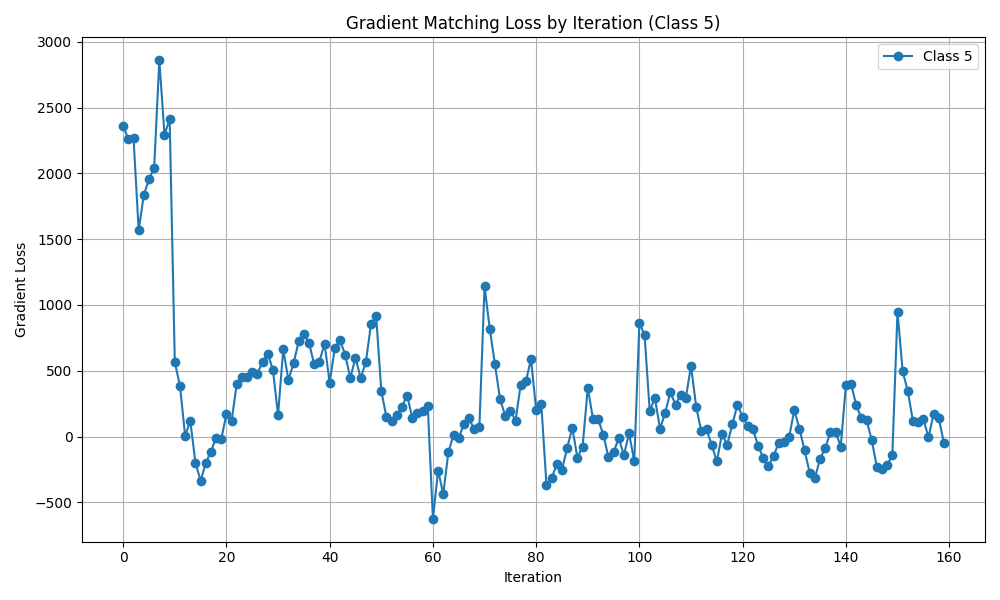 Gradient Matching Loss by Iteration (Class 5)
Class 5
3000
2500
2000
1500
1000
500
0
−500
Gradient Loss
0 20 40 60 80 100 120 140 160
Iteration